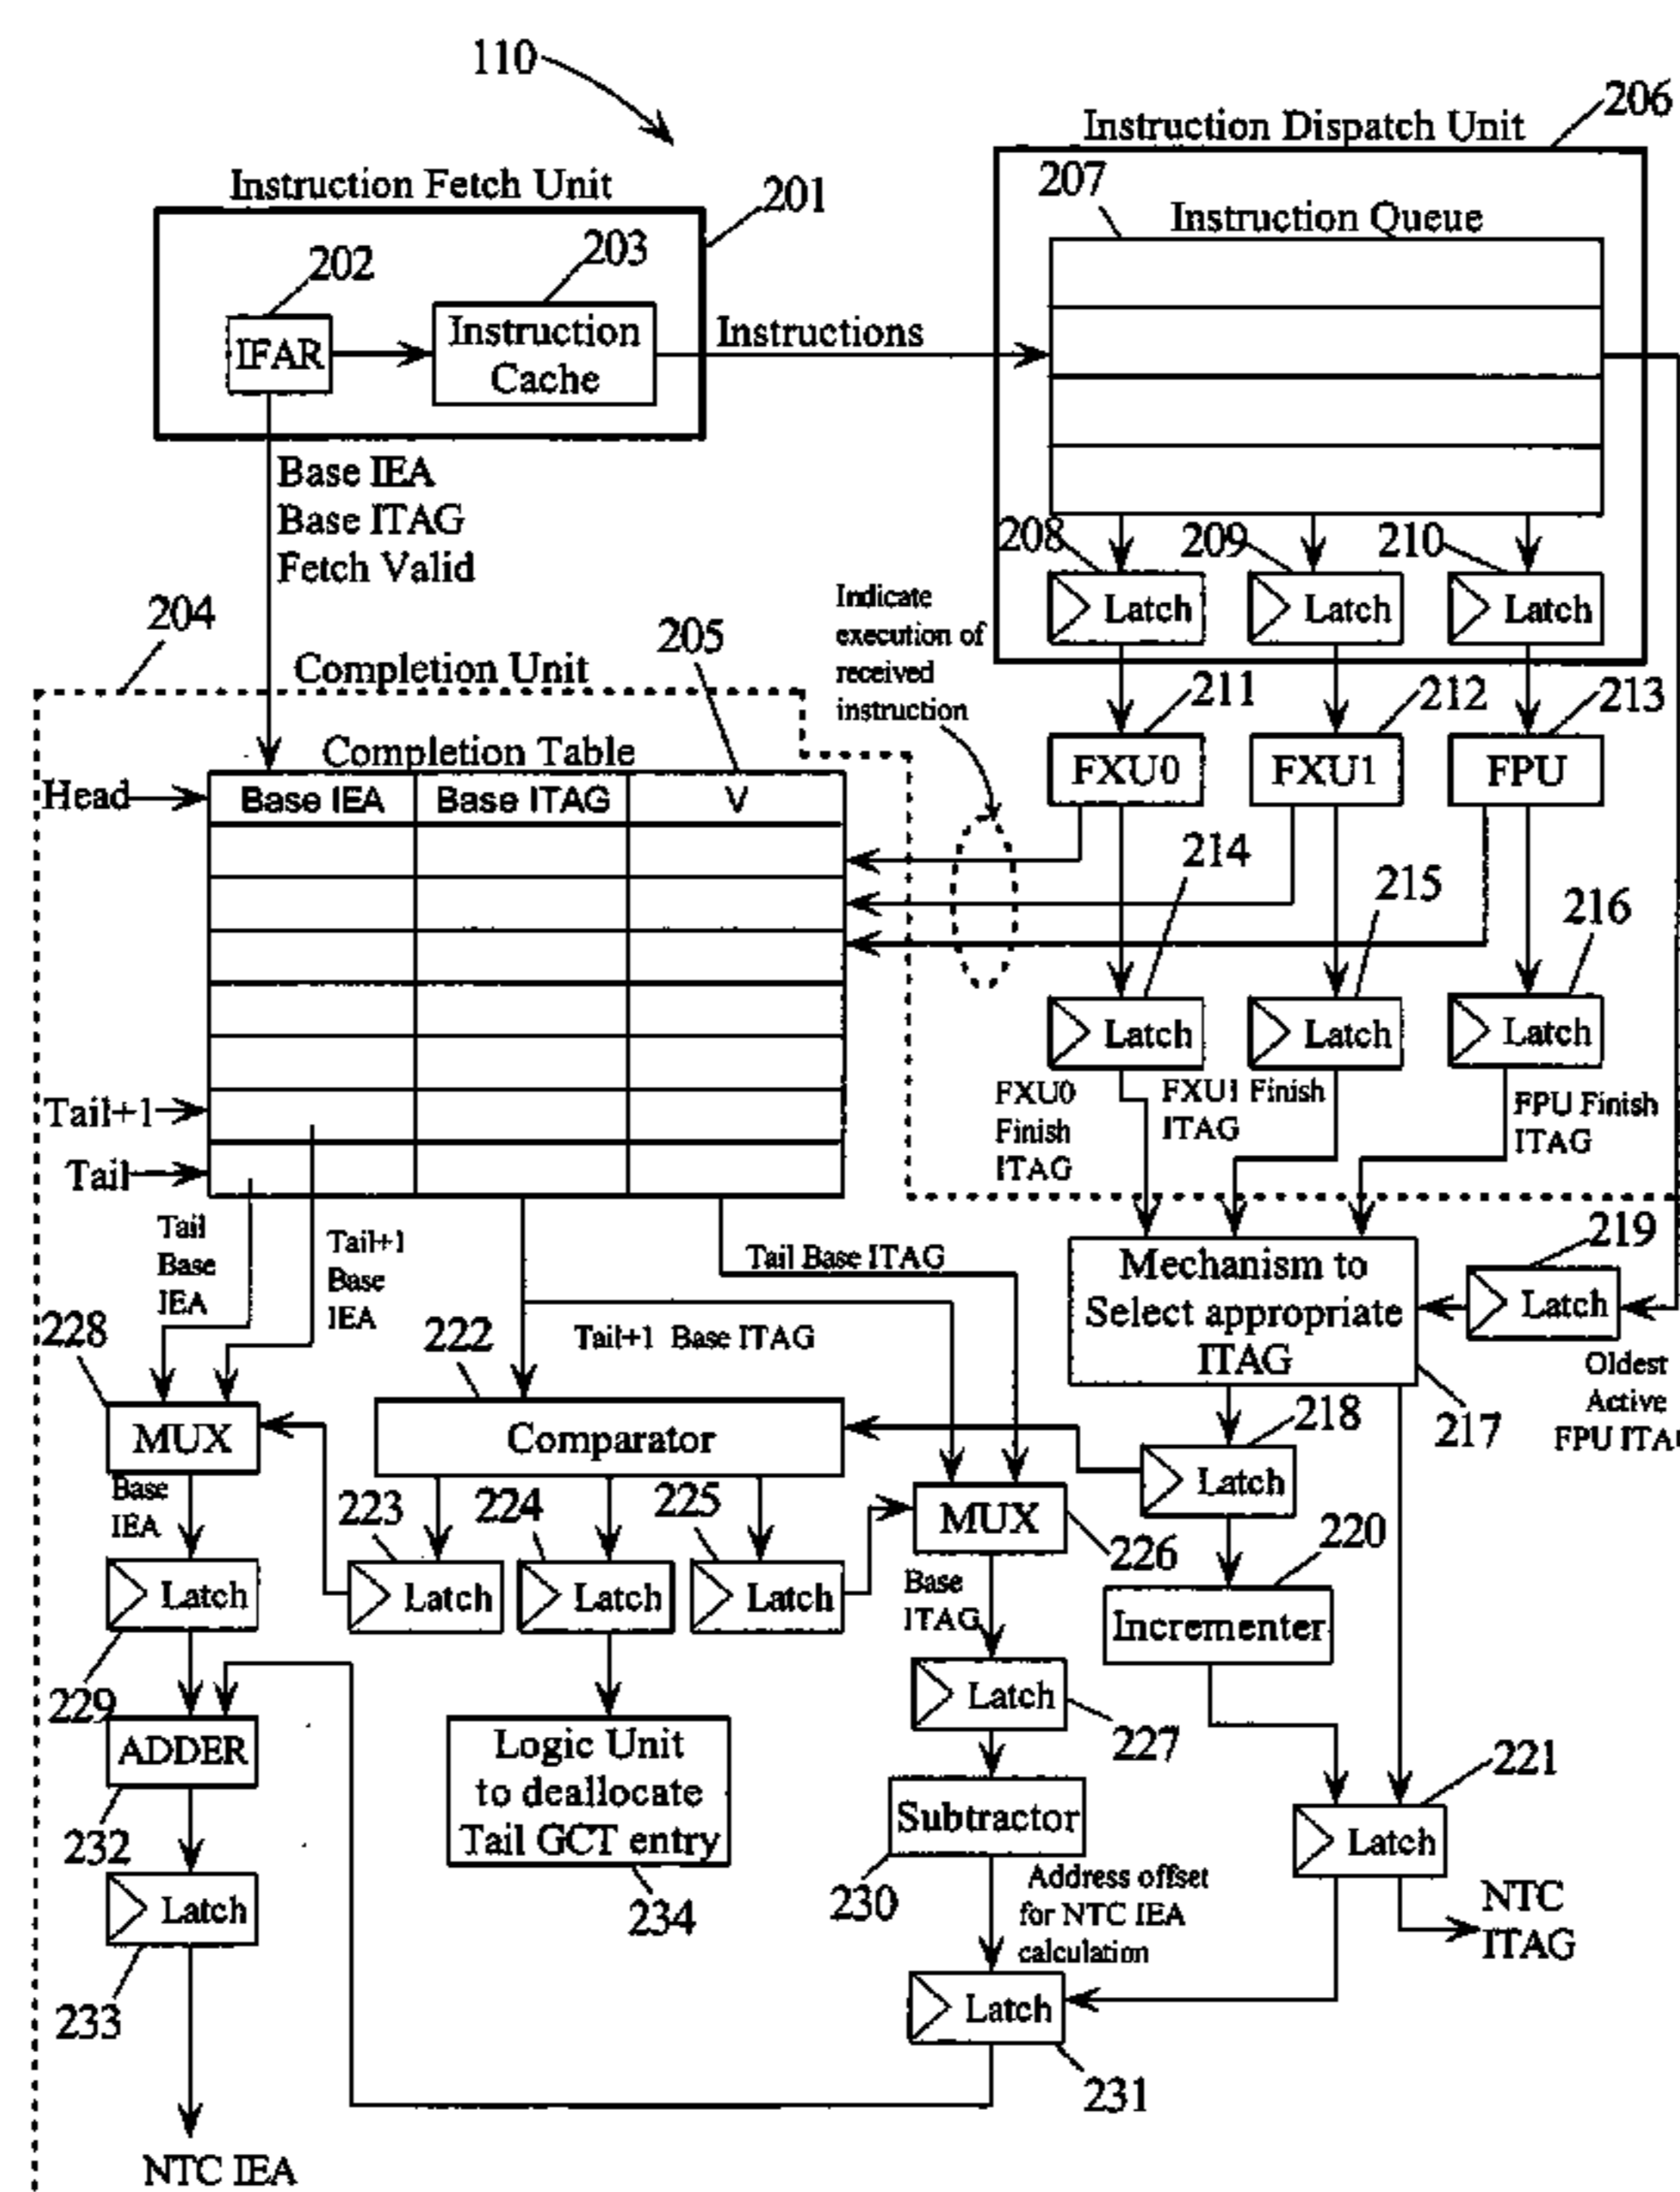 110
Instruction Fetch Unit
201
202
203
IFAR
Instruction
Cache
Instructions
Instruction Dispatch Unit
206
207
Instruction Queue
208
209
210
Latch
Latch
Latch
Base IEA
Base ITAG
Fetch Valid
204
Completion Unit
205
Indicate
execution of
received
instruction
211
212
213
FXU0
FXU1
FPU
Completion Table
Head
Base IEA
Base ITAG
V
Tail+1
Tail
214
215
216
Latch
Latch
Latch
FXU0
Finish
ITAG
FXU1 Finish
ITAG
FPU Finish
ITAG
Tail
Base
IEA
Tail+1
Base
IEA
Tail Base ITAG
Tail+1 Base ITAG
Mechanism to
Select appropriate
ITAG
217
219
Latch
Oldest
Active
FPU ITAG
228
MUX
222
Comparator
218
Latch
Base
IEA
223
224
225
Latch
Latch
Latch
MUX
226
220
Incrementer
Latch
229
Base
ITAG
Latch
227
ADDER
232
Logic Unit
to deallocate
Tail GCT entry
234
Subtractor
230
221
Latch
Address offset
for NTC IEA
calculation
NTC
ITAG
Latch
233
Latch
231
NTC IEA